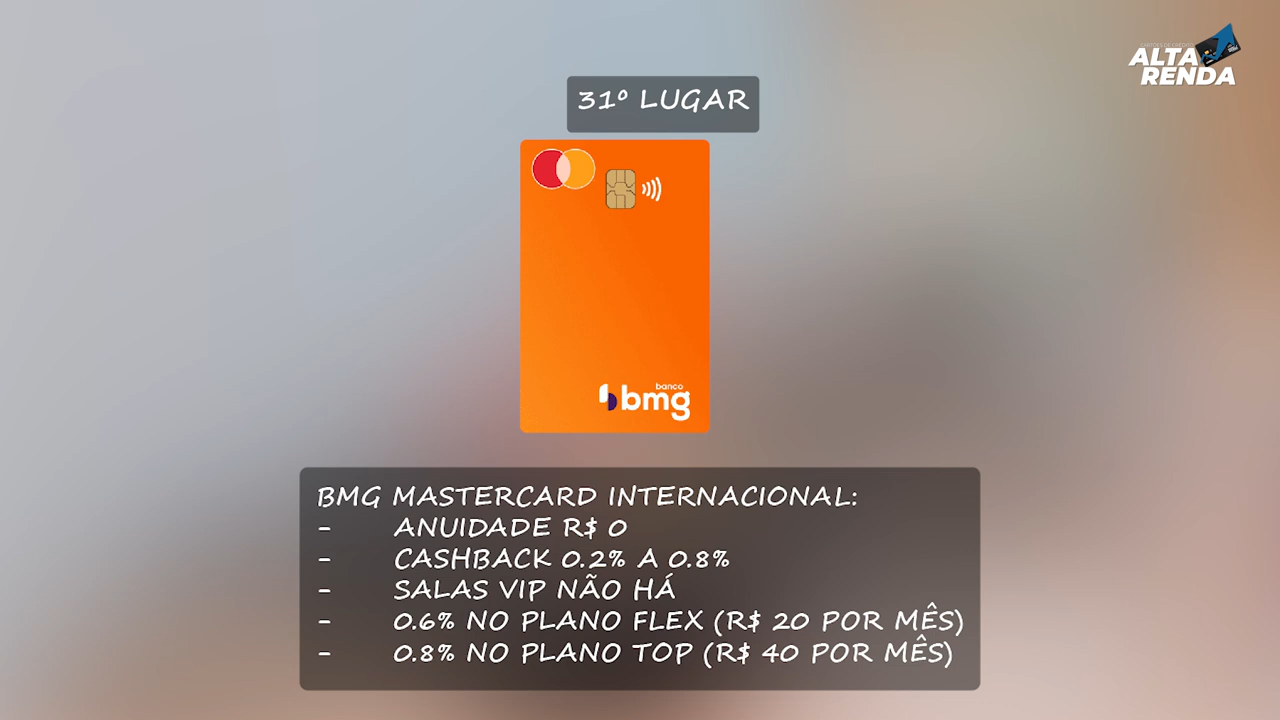 ALTA
RENDA
31º LUGAR
banco
bmg
BMG MASTERCARD INTERNACIONAL:
- ANUIDADE R$ 0
- CASHBACK 0.2% A 0.8%
- SALAS VIP NÃO HÁ
- 0.6% NO PLANO FLEX (R$ 20 POR MÊS)
- 0.8% NO PLANO TOP (R$ 40 POR MÊS)